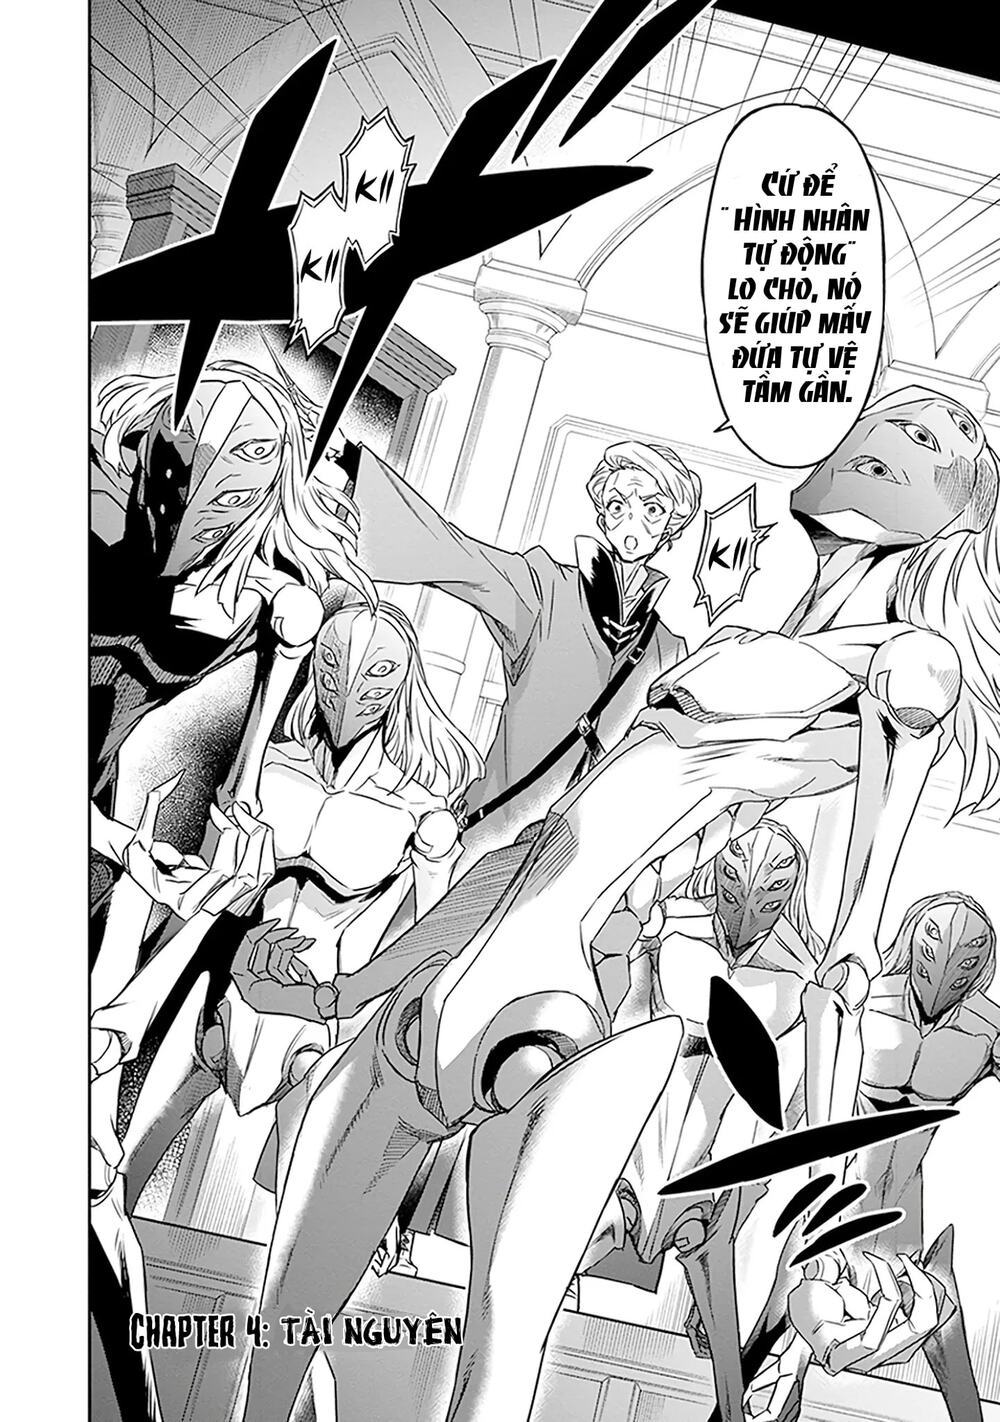 CỨ ĐỂ
"HÌNH NHÂN
TỰ ĐỘNG"
LO CHO, NÓ
SẼ GIÚP MẤY
ĐỨA TỰ VỆ
TẦM GẦN.
KII
KII
KII
CHAPTER 4: TÀI NGUYÊN